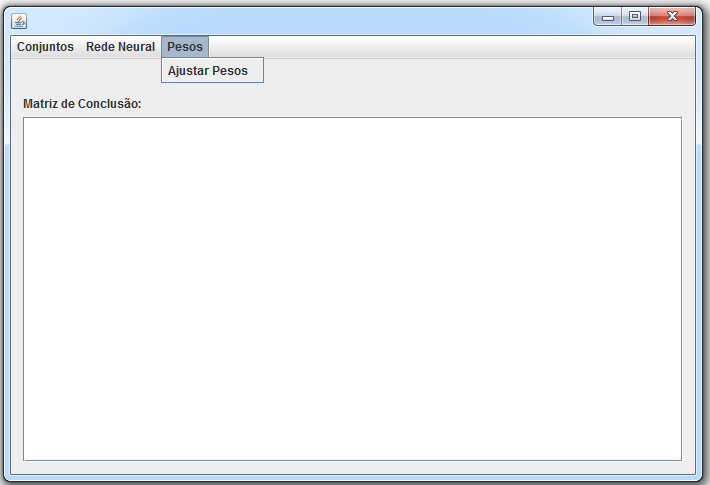 Conjuntos Rede Neural Pesos
Ajustar Pesos
Matriz de Conclusão: